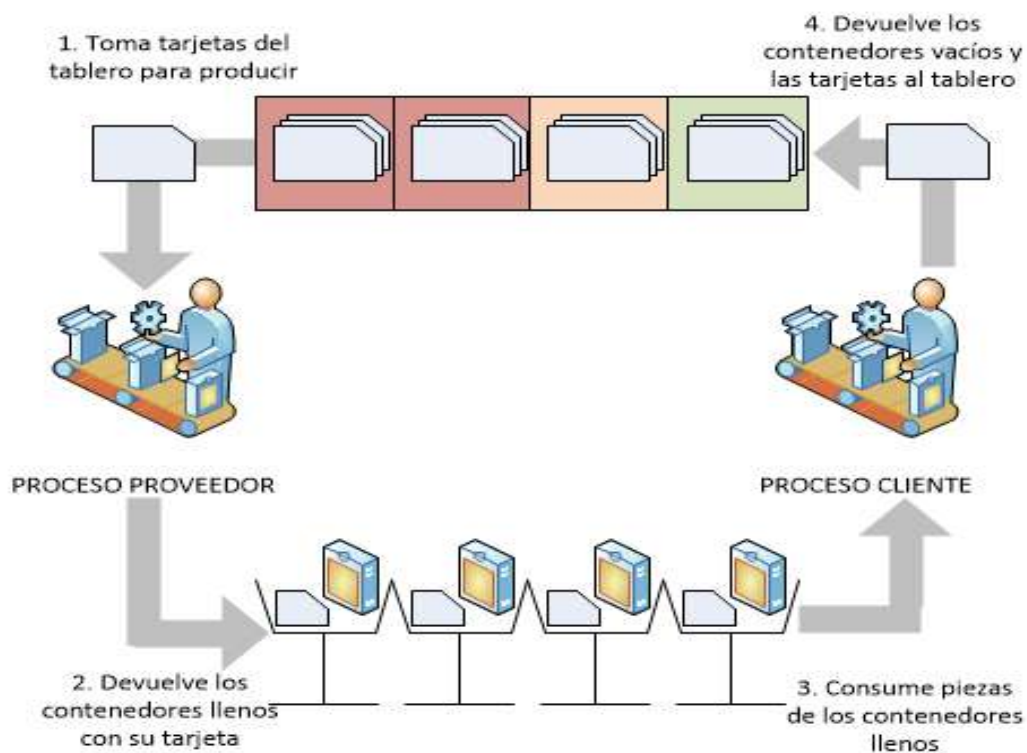 1. Toma tarjetas del
tablero para producir
4. Devuelve los
contenedores vacíos y
las tarjetas al tablero
PROCESO PROVEEDOR
PROCESO CLIENTE
2. Devuelve los
contenedores llenos
con su tarjeta
3. Consume piezas
de los contenedores
llenos